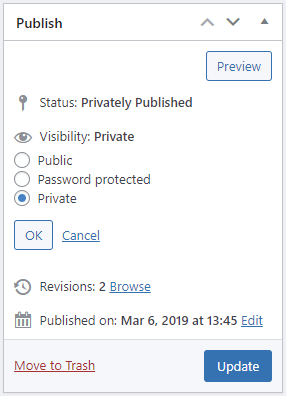 Publish
Preview
Status: Privately Published
Visibility: Private
Public
Password protected
Private
OK Cancel
Revisions: 2 Browse
Published on: Mar 6, 2019 at 13:45 Edit
Move to Trash Update